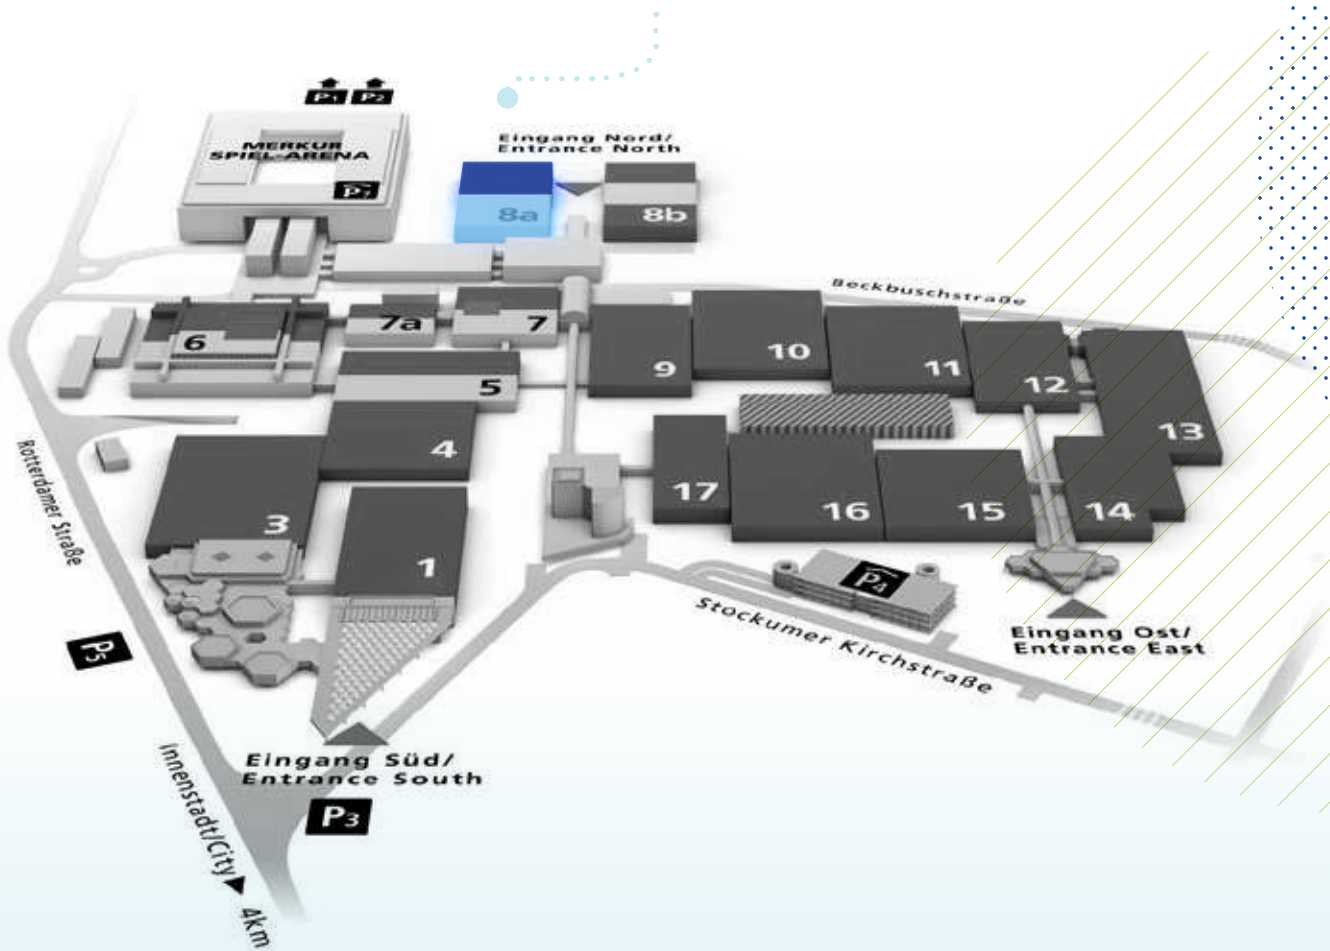 P1 P2
MERKUR
SPIEL-ARENA
P7
Eingang Nord/
Entrance North
8a
8b
Beckbuschstraße
6
7a
7
5
4
3
1
9
10
11
12
13
17
16
15
14
Rotterdamer Straße
P5
P4
Stockumer Kirchstraße
Eingang Ost/
Entrance East
Eingang Süd/
Entrance South
P3
Innenstadt/City
4km